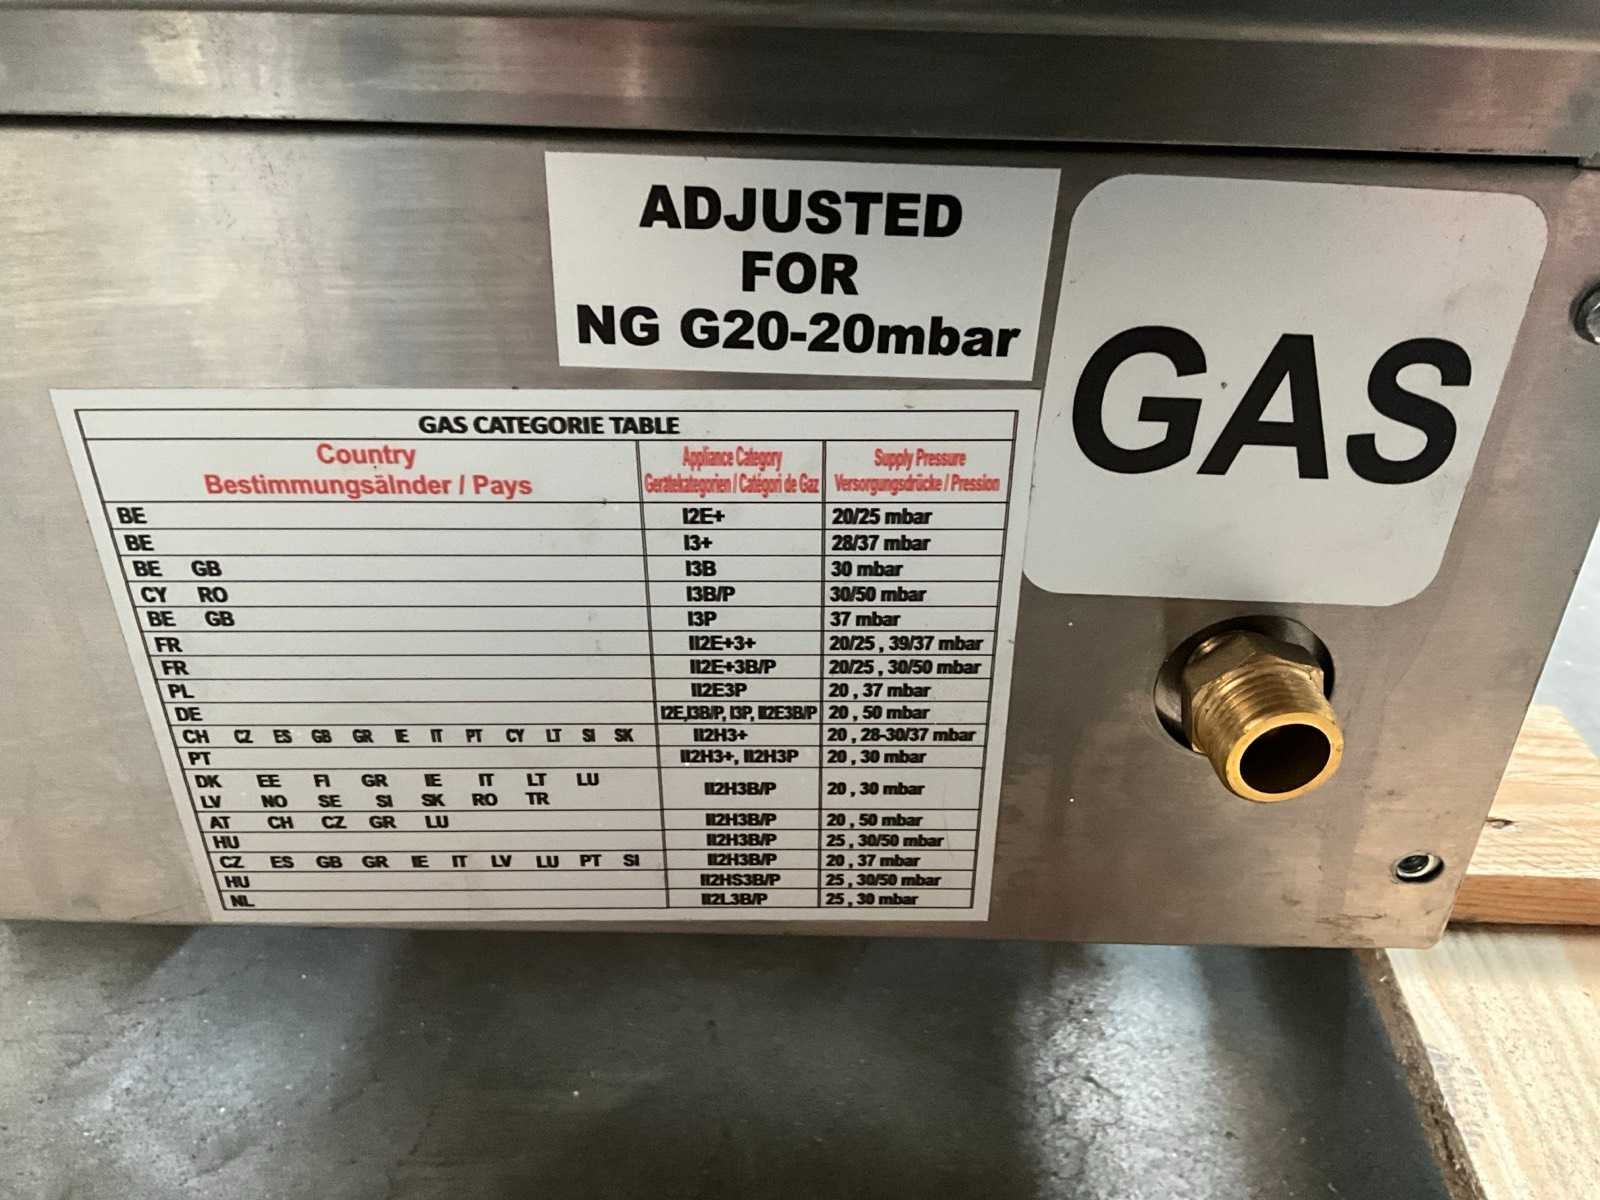 ADJUSTED
FOR
NG G20-20mbar
GAS
GAS CATEGORIE TABLE
Country Appliance Category Supply Pressure
Bestimmungsälnder / Pays Gerätekategorien / Catégori de Gaz Versorgungsdrücke / Pression
BE I2E+ 20/25 mbar
BE I3+ 28/37 mbar
BE GB I3B 30 mbar
CY RO I3B/P 30/50 mbar
BE GB I3P 37 mbar
FR II2E+3+ 20/25 , 39/37 mbar
FR II2E+3B/P 20/25 , 30/50 mbar
PL II2E3P 20 , 37 mbar
DE I2E,I3B/P, I3P, II2E3B/P 20 , 50 mbar
CH CZ ES GB GR IE IT PT CY LT SI SK II2H3+ 20 , 28-30/37 mbar
PT II2H3+, II2H3P 20 , 30 mbar
DK EE FI GR IE IT LT LU
LV NO SE SI SK RO TR II2H3B/P 20 , 30 mbar
AT CH CZ GR LU II2H3B/P 20 , 50 mbar
HU II2H3B/P 25 , 30/50 mbar
CZ ES GB GR IE IT LV LU PT SI II2H3B/P 20 , 37 mbar
HU II2HS3B/P 25 , 30/50 mbar
NL II2L3B/P 25 , 30 mbar